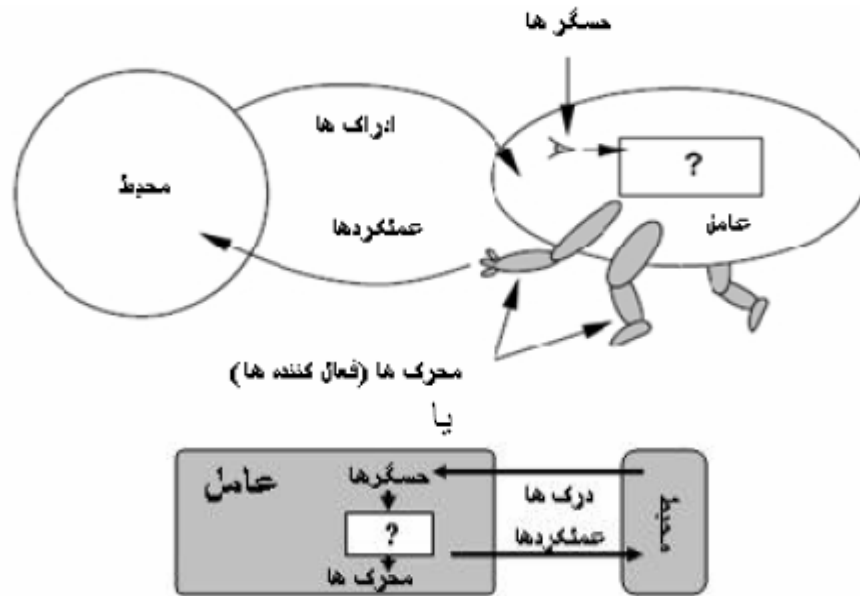 حسگر ها
ادراک ها
محیط
?
عملکردها
عامل
محرک ها (فعال کننده ها)
یا
عامل
حسگرها
درک ها
محیط
?
عملکردها
محرک ها